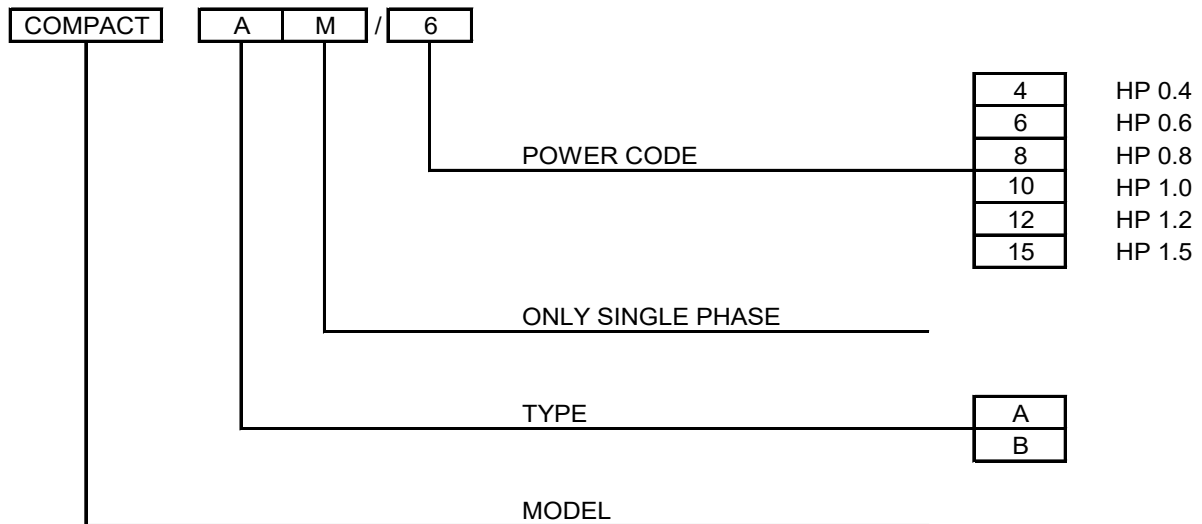 COMPACT A M / 6
4 HP 0.4
6 HP 0.6
POWER CODE 8 HP 0.8
10 HP 1.0
12 HP 1.2
15 HP 1.5
ONLY SINGLE PHASE
TYPE A
B
MODEL